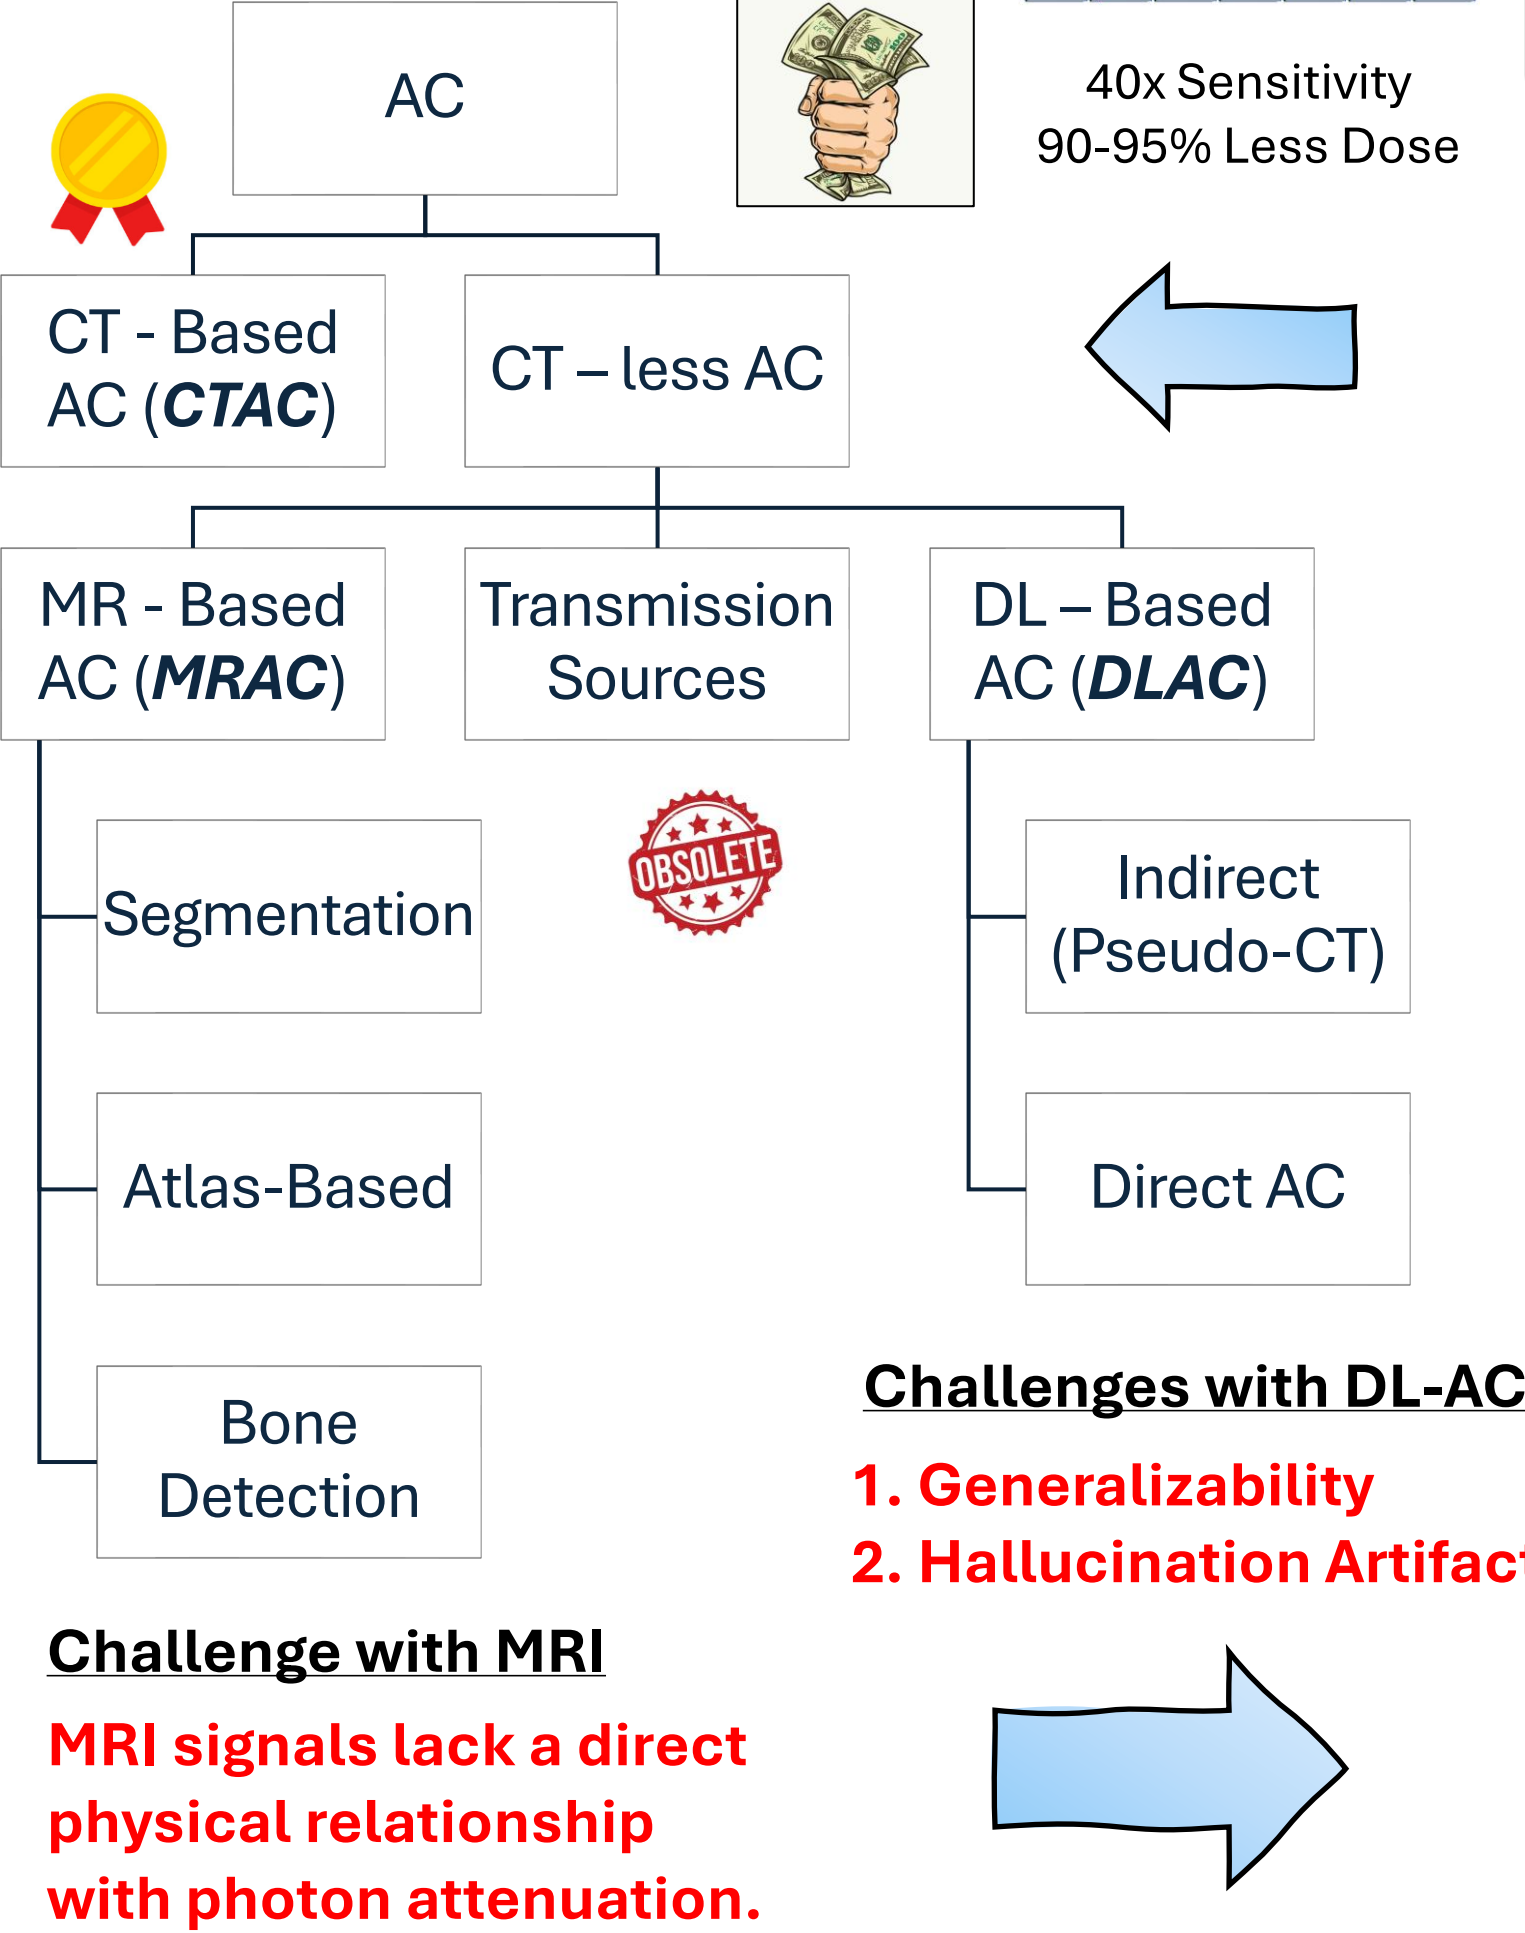 AC
40x Sensitivity
90-95% Less Dose
CT - Based
AC (CTAC)
CT – less AC
MR - Based
AC (MRAC)
Transmission
Sources
DL – Based
AC (DLAC)
OBSOLETE
Segmentation
Indirect
(Pseudo-CT)
Atlas-Based
Direct AC
Bone
Detection
Challenges with DL-AC
1. Generalizability
2. Hallucination Artifact
Challenge with MRI
MRI signals lack a direct
physical relationship
with photon attenuation.